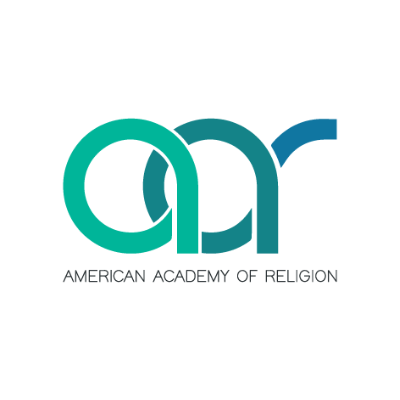 aar
AMERICAN ACADEMY OF RELIGION